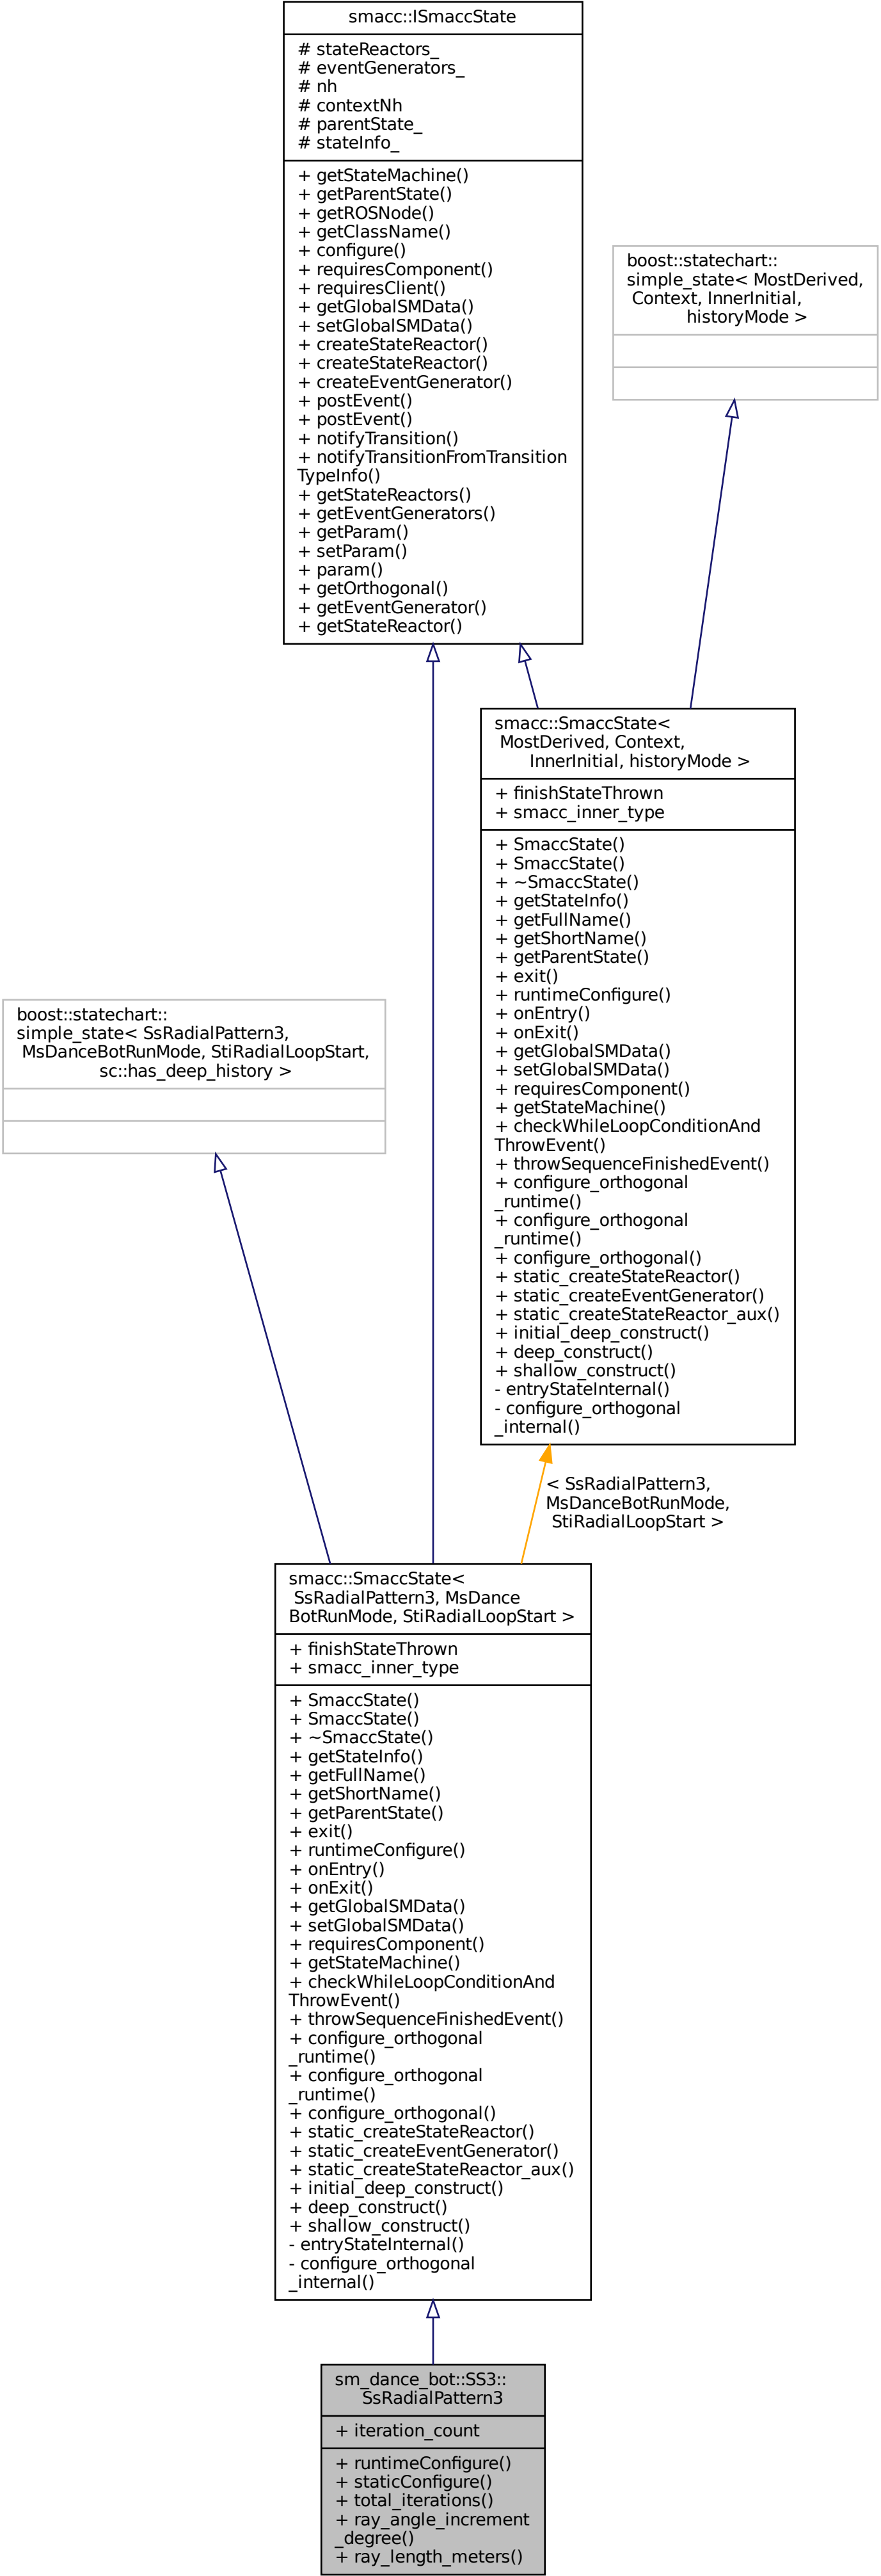 smacc::ISmaccState
# stateReactors_
# eventGenerators_
# nh
# contextNh
# parentState_
# stateInfo_
+ getStateMachine()
+ getParentState()
+ getROSNode()
+ getClassName()
+ configure()
+ requiresComponent()
+ requiresClient()
+ getGlobalSMData()
+ setGlobalSMData()
+ createStateReactor()
+ createStateReactor()
+ createEventGenerator()
+ postEvent()
+ postEvent()
+ notifyTransition()
+ notifyTransitionFromTransition
TypeInfo()
+ getStateReactors()
+ getEventGenerators()
+ getParam()
+ setParam()
+ param()
+ getOrthogonal()
+ getEventGenerator()
+ getStateReactor()
boost::statechart::
simple_state< MostDerived,
Context, InnerInitial,
historyMode >
smacc::SmaccState<
MostDerived, Context,
InnerInitial, historyMode >
+ finishStateThrown
+ smacc_inner_type
+ SmaccState()
+ SmaccState()
+ ~SmaccState()
+ getStateInfo()
+ getFullName()
+ getShortName()
+ getParentState()
+ exit()
+ runtimeConfigure()
+ onEntry()
+ onExit()
+ getGlobalSMData()
+ setGlobalSMData()
+ requiresComponent()
+ getStateMachine()
+ checkWhileLoopConditionAnd
ThrowEvent()
+ throwSequenceFinishedEvent()
+ configure_orthogonal
_runtime()
+ configure_orthogonal
_runtime()
+ configure_orthogonal()
+ static_createStateReactor()
+ static_createEventGenerator()
+ static_createStateReactor_aux()
+ initial_deep_construct()
+ deep_construct()
+ shallow_construct()
- entryStateInternal()
- configure_orthogonal
_internal()
boost::statechart::
simple_state< SsRadialPattern3,
MsDanceBotRunMode, StiRadialLoopStart,
sc::has_deep_history >
< SsRadialPattern3,
MsDanceBotRunMode,
StiRadialLoopStart >
smacc::SmaccState<
SsRadialPattern3, MsDance
BotRunMode, StiRadialLoopStart >
+ finishStateThrown
+ smacc_inner_type
+ SmaccState()
+ SmaccState()
+ ~SmaccState()
+ getStateInfo()
+ getFullName()
+ getShortName()
+ getParentState()
+ exit()
+ runtimeConfigure()
+ onEntry()
+ onExit()
+ getGlobalSMData()
+ setGlobalSMData()
+ requiresComponent()
+ getStateMachine()
+ checkWhileLoopConditionAnd
ThrowEvent()
+ throwSequenceFinishedEvent()
+ configure_orthogonal
_runtime()
+ configure_orthogonal
_runtime()
+ configure_orthogonal()
+ static_createStateReactor()
+ static_createEventGenerator()
+ static_createStateReactor_aux()
+ initial_deep_construct()
+ deep_construct()
+ shallow_construct()
- entryStateInternal()
- configure_orthogonal
_internal()
sm_dance_bot::SS3::
SsRadialPattern3
+ iteration_count
+ runtimeConfigure()
+ staticConfigure()
+ total_iterations()
+ ray_angle_increment
_degree()
+ ray_length_meters()